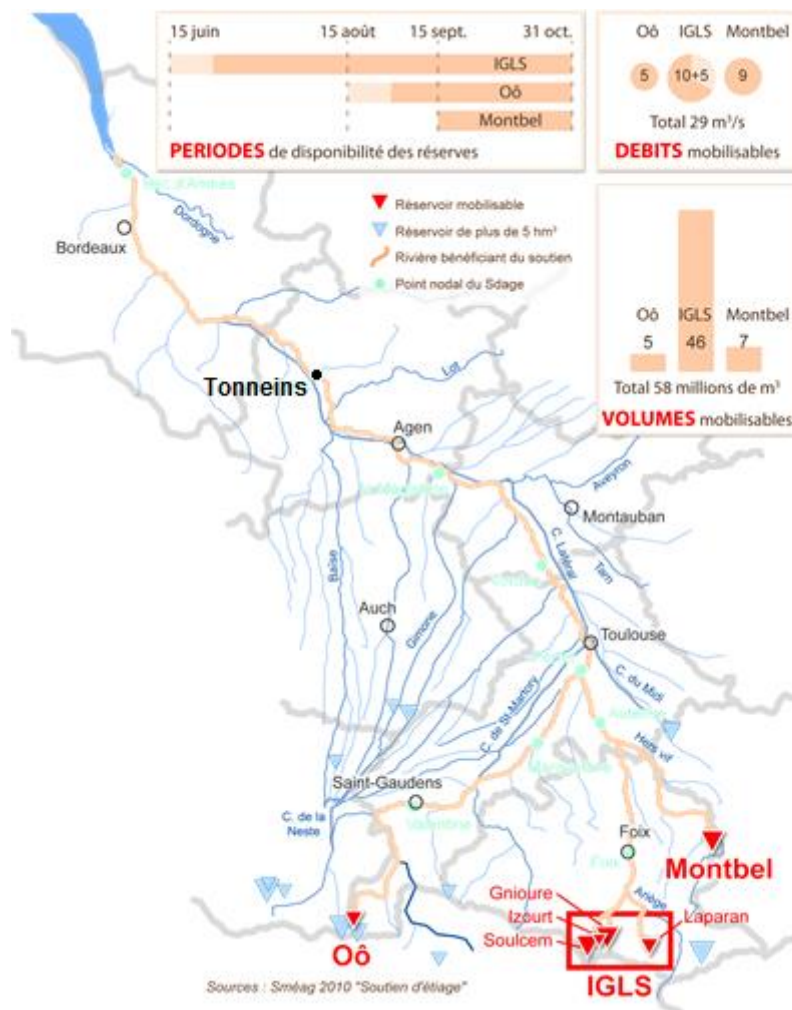 15 juin 15 août 15 sept. 31 oct.
IGLS
Oô
Montbel
PERIODES de disponibilité des réserves
Oô IGLS Montbel
5 10+5 9
Total 29 m³/s
DEBITS mobilisables
Réservoir mobilisable
Réservoir de plus de 5 hm³
Rivière bénéficiant du soutien
Point nodal du Sdage
Oô IGLS Montbel
5 46 7
Total 58 millions de m³
VOLUMES mobilisables
Bec d'Ambès
Dordogne
Bordeaux
Tonneins
Lot
Agen
Aveyron
Montauban
C. Latéral
Tarn
Baïse
Auch
Gimone
Toulouse
C. du Midi
C. de St-Martory
Hers vif
Saint-Gaudens
Valentine
C. de la
Neste
Foix
Foix
Montbel
Ariège
Gnioure
Izourt
Soulcem
Laparan
Oô
IGLS
Sources : Sméag 2010 "Soutien d'étiage"